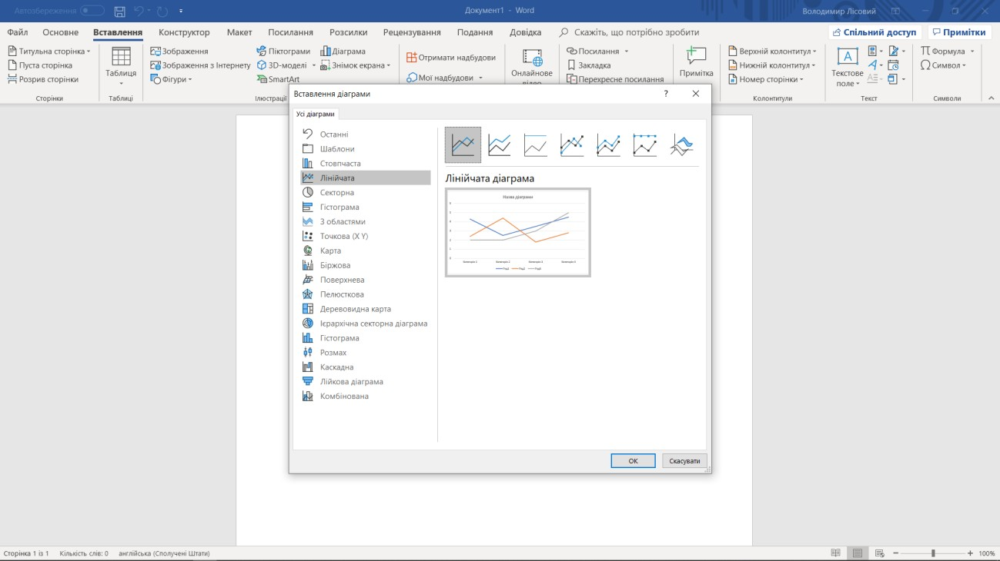 Автозбереження
Документ1 - Word
Володимир Лісовий
Файл Основне Вставлення Конструктор Макет Посилання Розсилки Рецензування Подання Довідка Скажіть, що потрібно зробити Спільний доступ Примітки
Титульна сторінка
Пуста сторінка
Розрив сторінки
Сторінки
Таблиця
Таблиці
Зображення
Зображення з Інтернету
Фігури
Піктограми
3D-моделі
SmartArt
Діаграма
Знімок екрана
Ілюстрації
Отримати надбудови
Мої надбудови
Онлайнове
відео
Посилання
Закладка
Перехресне посилання
Примітка
Верхній колонтитул
Нижній колонтитул
Номер сторінки
Колонтитули
Текстове
поле
Текст
Формула
Символ
Символи
Вставлення діаграми
Усі діаграми
Останні
Шаблони
Стовпчаста
Лінійчата
Секторна
Гістограма
З областями
Точкова (X Y)
Карта
Біржова
Поверхнева
Пелюсткова
Деревовидна карта
Ієрархічна секторна діаграма
Гістограма
Розмах
Каскадна
Лійкова діаграма
Комбінована
Лінійчата діаграма
Назва діаграми
ОК
Скасувати
Сторінка 1 із 1 Кількість слів: 0 англійська (Сполучені Штати)
100%